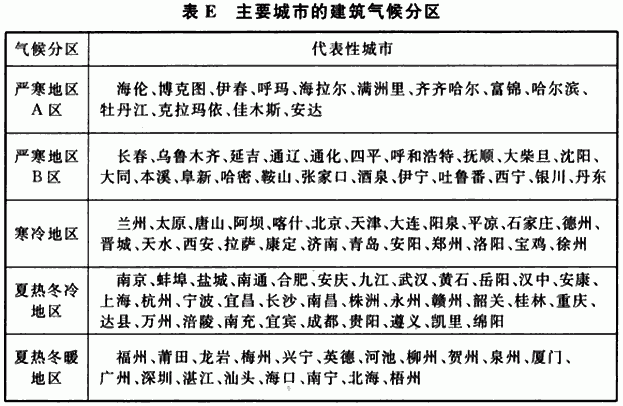 表 E 主要城市的建筑气候分区
气候分区 代表性城市
严寒地区
A 区
海伦、博克图、伊春、呼玛、海拉尔、满洲里、齐齐哈尔、富锦、哈尔滨、
牡丹江、克拉玛依、佳木斯、安达
严寒地区
B 区
长春、乌鲁木齐、延吉、通辽、通化、四平、呼和浩特、抚顺、大柴旦、沈阳、
大同、本溪、阜新、哈密、鞍山、张家口、酒泉、伊宁、吐鲁番、西宁、银川、丹东
寒冷地区
兰州、太原、唐山、阿坝、喀什、北京、天津、大连、阳泉、平凉、石家庄、德州、
晋城、天水、西安、拉萨、康定、济南、青岛、安阳、郑州、洛阳、宝鸡、徐州
夏热冬冷
地区
南京、蚌埠、盐城、南通、合肥、安庆、九江、武汉、黄石、岳阳、汉中、安康、
上海、杭州、宁波、宜昌、长沙、南昌、株洲、永州、赣州、韶关、桂林、重庆、
达县、万州、涪陵、南充、宜宾、成都、贵阳、遵义、凯里、绵阳
夏热冬暖
地区
福州、莆田、龙岩、梅州、兴宁、英德、河池、柳州、贺州、泉州、厦门、
广州、深圳、湛江、汕头、海口、南宁、北海、梧州